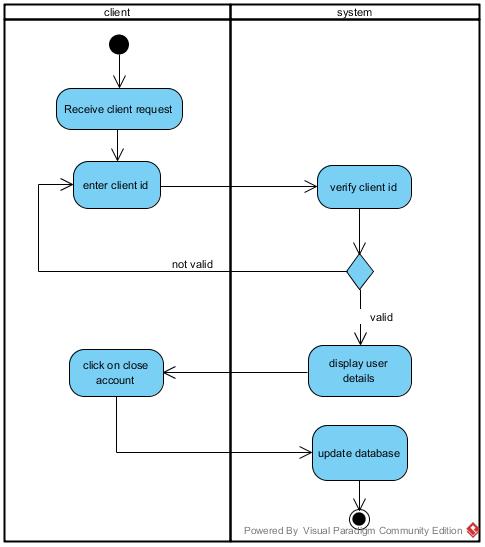 client
system
Receive client request
enter client id
verify client id
not valid
valid
click on close
account
display user
details
update database
Powered By Visual Paradigm Community Edition